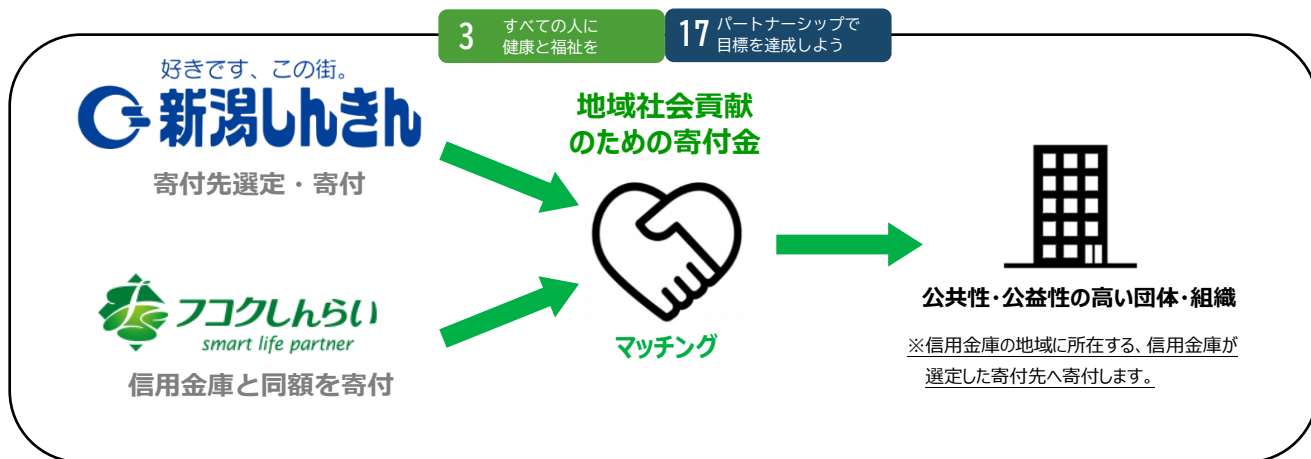 3
すべての人に
健康と福祉を
17
パートナーシップで
目標を達成しよう
好きです、この街。
新潟しんきん
寄付先選定・寄付
フコクしんらい
smart life partner
信用金庫と同額を寄付
地域社会貢献
のための寄付金
マッチング
公共性・公益性の高い団体・組織
※信用金庫の地域に所在する、信用金庫が
選定した寄付先へ寄付します。